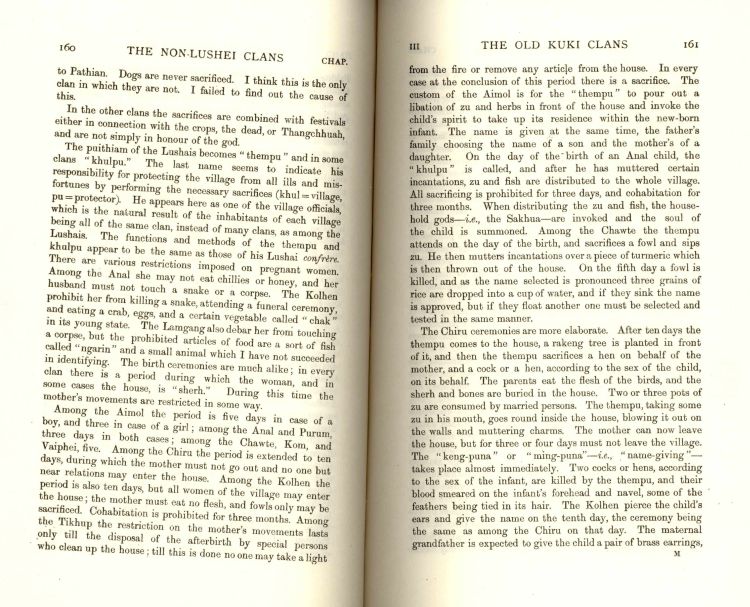 160 THE NON-LUSHEI CLANS CHAP.
to Pathian. Dogs are never sacrificed. I think this is the only
clan in which they are not. I failed to find out the cause of
this.
In the other clans the sacrifices are combined with festivals
either in connection with the crops, the dead, or Thangchhuah,
and are not simply in honour of the god.
The puithiam of the Lushais becomes "thempu" and in some
clans "khulpu." The last name seems to indicate his
responsibility for protecting the village from all ills and mis-
fortunes by performing the necessary sacrifices (khul = village,
pu = protector). He appears here as one of the village officials,
which is the natural result of the inhabitants of each village
being all of the same clan, instead of many clans, as among the
Lushais. The functions and methods of the thempu and
khulpu appear to be the same as those of his Lushai confrère.
There are various restrictions imposed on pregnant women.
Among the Anal she may not eat chillies or honey, and her
husband must not touch a snake or corpse. The Kolhen
prohibit her from killing a snake, attending a funeral ceremony,
and eating a crab, eggs, and a certain vegetable called "chak"
in its young state. The Lamgang also debar her from touching
a corpse, but the prohibited articles of food are a sort of fish
called "ngarin" and a small animal which I have not succeeded
in identifying. The birth ceremonies are much alike; in every
clan there is a period during which the woman, and in
some cases the house, is "sherh." During this time the
mother's movements are restricted in some way.
Among the Aimol the period is five days in case of a
boy, and three in case of a girl; among the Anal and Purum,
three days in both cases; among the Chawte, Kom, and
Vaiphei, five. Among the Chiru the period is extended to ten
days, during which the mother must not go out and no one but
near relations may enter the house. Among the Kolhen the
period is also ten days, but all women of the village may enter
the house; the mother must eat no flesh, and fowls only may be
sacrificed. Cohabitation is prohibited for three months. Among
the Tikhup the restriction on the mother's movements lasts
only till the disposal of the afterbirth by special persons
who clean up the house; till this is done no one may take a light
III THE OLD KUKI CLANS 161
from the fire or remove any article from the house. In every
case at the conclusion of this period there is a sacrifice. The
custom of the Aimol is for the "thempu" to pour out a
libation of zu and herbs in front of the house and invoke the
child's spirit to take up its residence within the new-born
infant. The name is given at the same time, the father's
family choosing the name of a son and the mother's of a
daughter. On the day of the birth of an Anal child, the
"khulpu" is called, and after he has muttered certain
incantations, zu and fish are distributed to the whole village.
All sacrificing is prohibited for three days, and cohabitation for
three months. When distributing the zu and fish, the house-
hold gods—i.e., the Sakhua—are invoked and the soul of
the child is summoned. Among the Chawte the thempu
attends on the day of the birth, and sacrifices a fowl and sips
zu. He then mutters incantations over a piece of turmeric which
is then thrown out of the house. On the fifth day a fowl is
killed, and as the name selected is pronounced three grains of
rice are dropped into a cup of water, and if they sink the name
is approved, but if they float another one must be selected and
tested in the same manner.
The Chiru ceremonies are more elaborate. After ten days the
thempu comes to the house, a rakeng tree is planted in front
of it, and then the thempu sacrifices a hen on behalf of the
mother, and a cock or a hen, according to the sex of the child,
on its behalf. The parents eat the flesh of the birds, and the
sherh and bones are buried in the house. Two or three pots of
zu are consumed by married persons. The thempu, taking some
zu in his mouth, goes round inside the house, blowing it out on
the walls and muttering charms. The mother can now leave
the house, but for three or four days must not leave the village.
The "keng-puna" or "ming-puna"—i.e., "name-giving"—
takes place almost immediately. Two cocks or hens, according
to the sex of the infant, are killed by the thempu, and their
blood smeared on the infant's forehead and navel, some of the
feathers being tied in its hair. The Kolhen pierce the child's
ears and give the name on the tenth day, the ceremony being
the same as among the Chiru on that day. The maternal
grandfather is expected to give the child a pair of brass earrings,
M